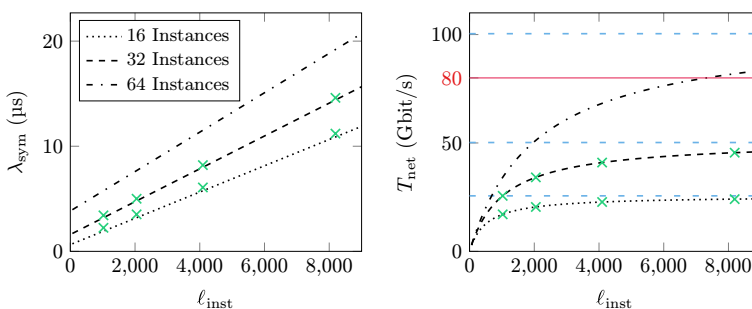 20
10
0
λsym (µs)
16 Instances
32 Instances
64 Instances
0 2,000 4,000 6,000 8,000
ℓinst
100
80
50
0
Tnet (Gbit/s)
0 2,000 4,000 6,000 8,000
ℓinst